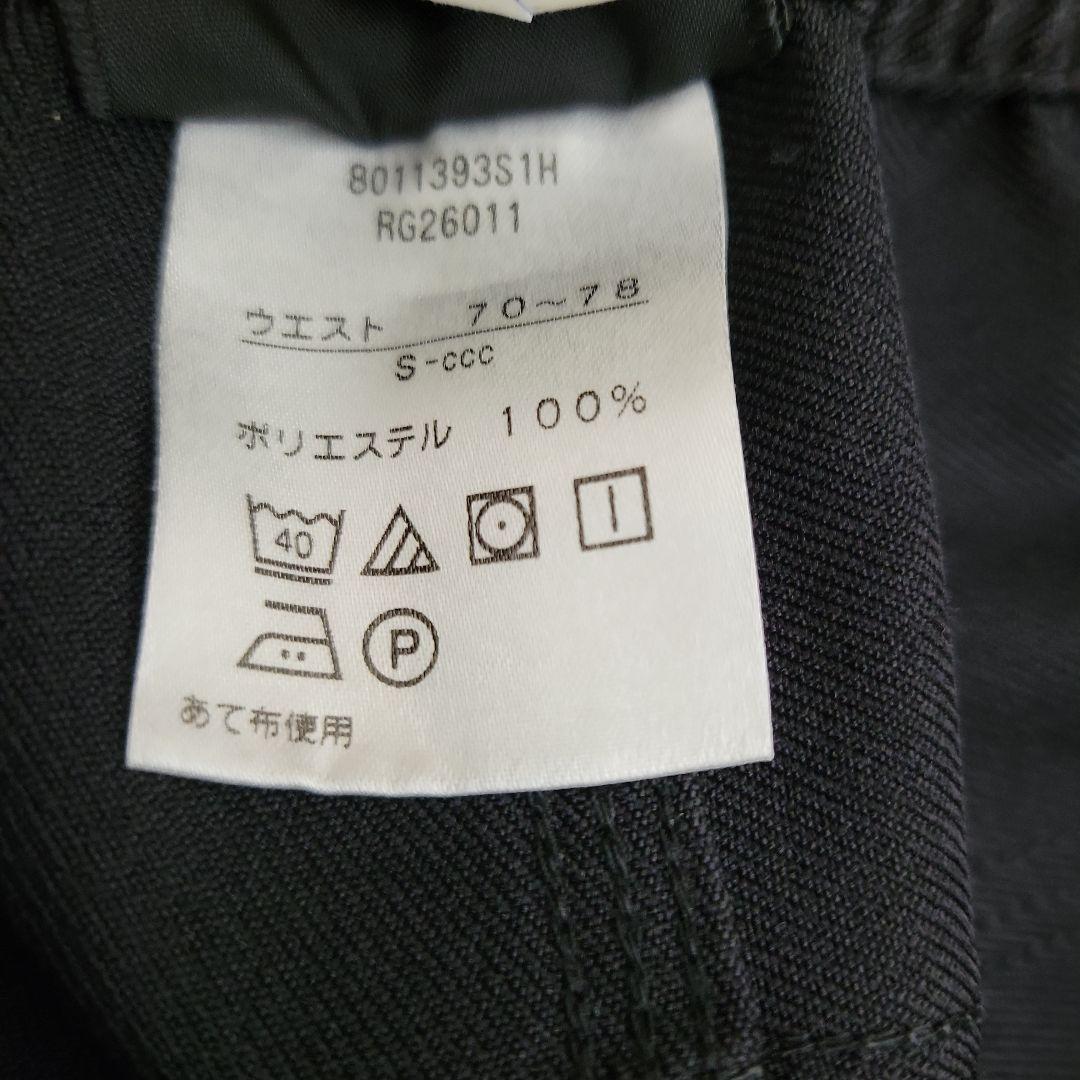 8011393S1H
RG26011
ウエスト 70～78
S-ccc
ポリエステル 100%
40
P
あて布使用